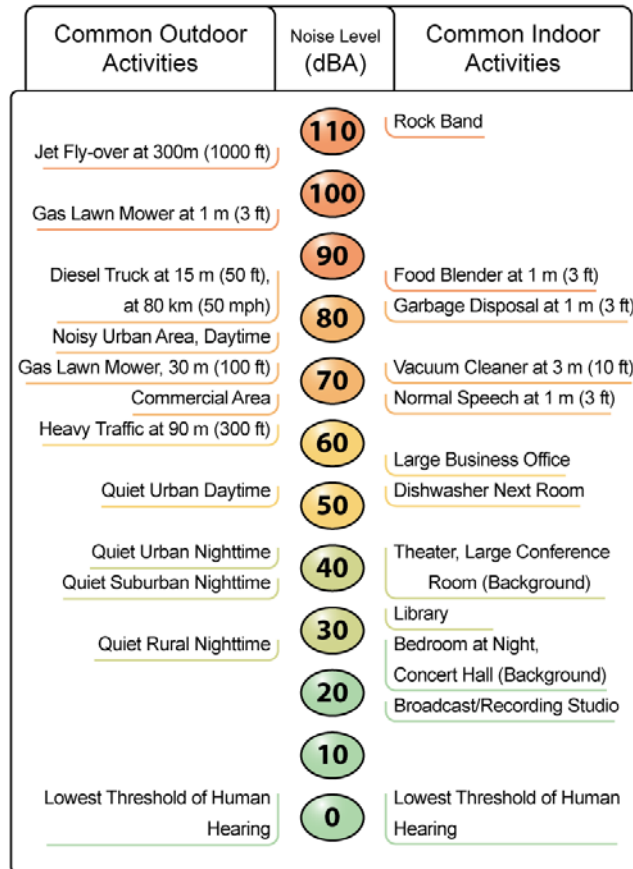 Common Outdoor
Activities
Noise Level
(dBA)
Common Indoor
Activities
110
Rock Band
Jet Fly-over at 300m (1000 ft)
100
Gas Lawn Mower at 1 m (3 ft)
90
Diesel Truck at 15 m (50 ft),
at 80 km (50 mph)
Food Blender at 1 m (3 ft)
80
Garbage Disposal at 1 m (3 ft)
Noisy Urban Area, Daytime
Gas Lawn Mower, 30 m (100 ft)
70
Vacuum Cleaner at 3 m (10 ft)
Commercial Area
Normal Speech at 1 m (3 ft)
Heavy Traffic at 90 m (300 ft)
60
Large Business Office
Quiet Urban Daytime
50
Dishwasher Next Room
Quiet Urban Nighttime
40
Theater, Large Conference
Room (Background)
Quiet Suburban Nighttime
30
Library
Quiet Rural Nighttime
Bedroom at Night,
Concert Hall (Background)
20
Broadcast/Recording Studio
10
Lowest Threshold of Human
Hearing
0
Lowest Threshold of Human
Hearing